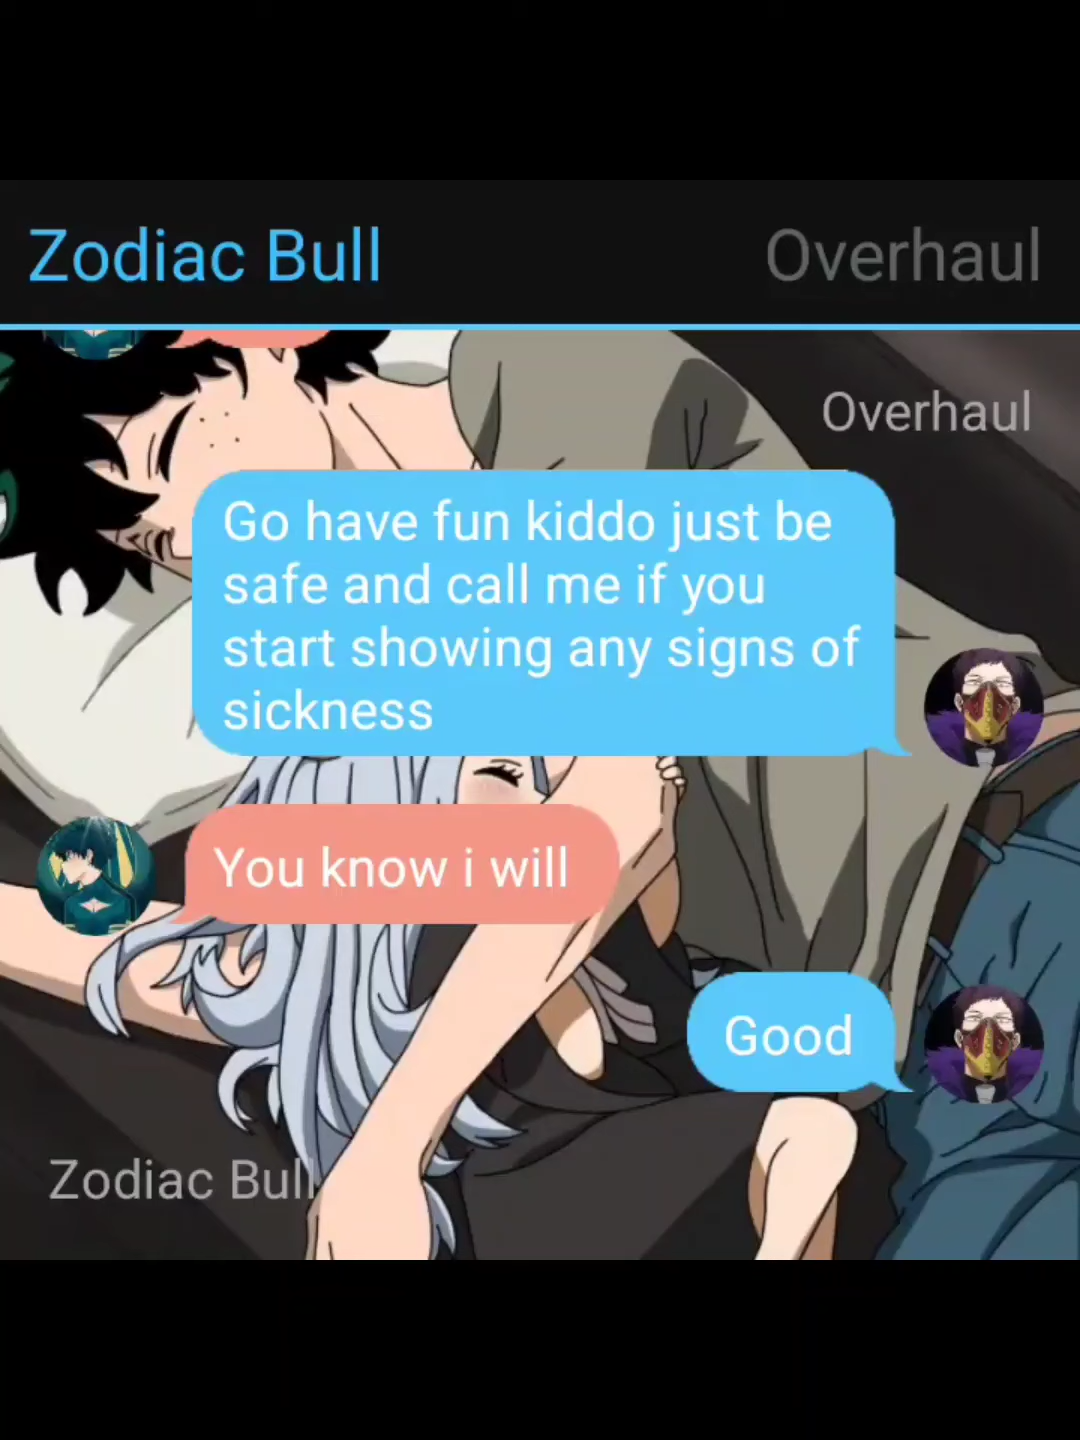 Zodiac Bull
Overhaul
Overhaul
Go have fun kiddo just be
safe and call me if you
start showing any signs of
sickness
You know i will
Good
Zodiac Bull